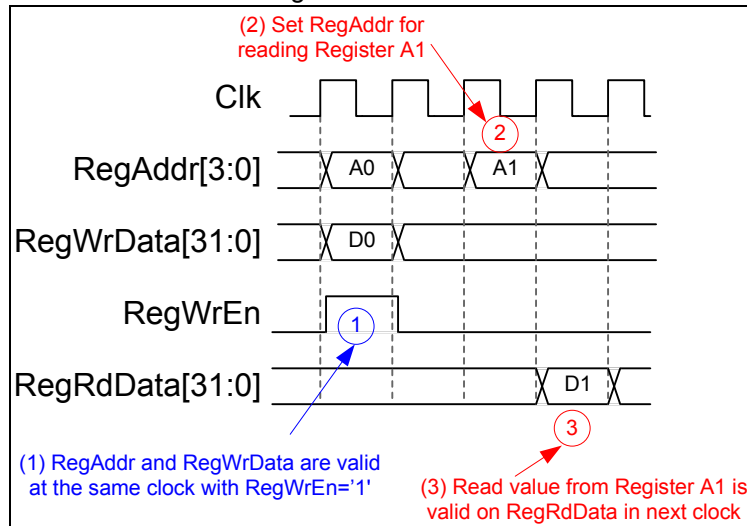 (2) Set RegAddr for
reading Register A1
Clk
2
RegAddr[3:0]
A0
A1
RegWrData[31:0]
D0
RegWrEn
1
RegRdData[31:0]
D1
3
(1) RegAddr and RegWrData are valid
at the same clock with RegWrEn='1'
(3) Read value from Register A1 is
valid on RegRdData in next clock